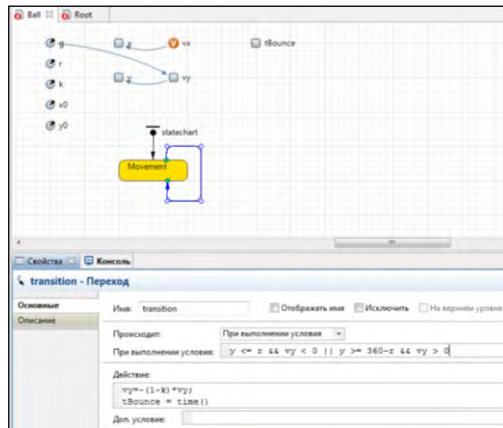 Ball Root
g x vx tBounce
r
k y vy
x0
y0
statechart
Movement
Свойства Консоль
transition - Переход
Основные
Описание
Имя: transition Отображать имя Исключить На верхнем уровне
Происходит: При выполнении условия
При выполнении условия: y <= r && vy < 0 || y >= 360-r && vy > 0
Действие:
vy=-(1-k)*vy;
tBounce = time()
Доп. условие: